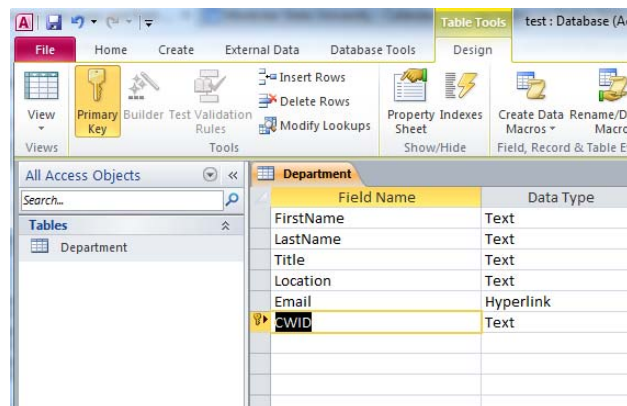 A
Table Tools
test : Database (A
File Home Create External Data Database Tools Design
View
Primary Key
Builder
Test Validation Rules
Insert Rows
Delete Rows
Modify Lookups
Property Sheet
Indexes
Create Data Macros
Rename/D
Macro
Views Tools Show/Hide Field, Record & Table E
All Access Objects
Department
Search...
Field Name Data Type
Tables
Department
FirstName Text
LastName Text
Title Text
Location Text
Email Hyperlink
CWID Text